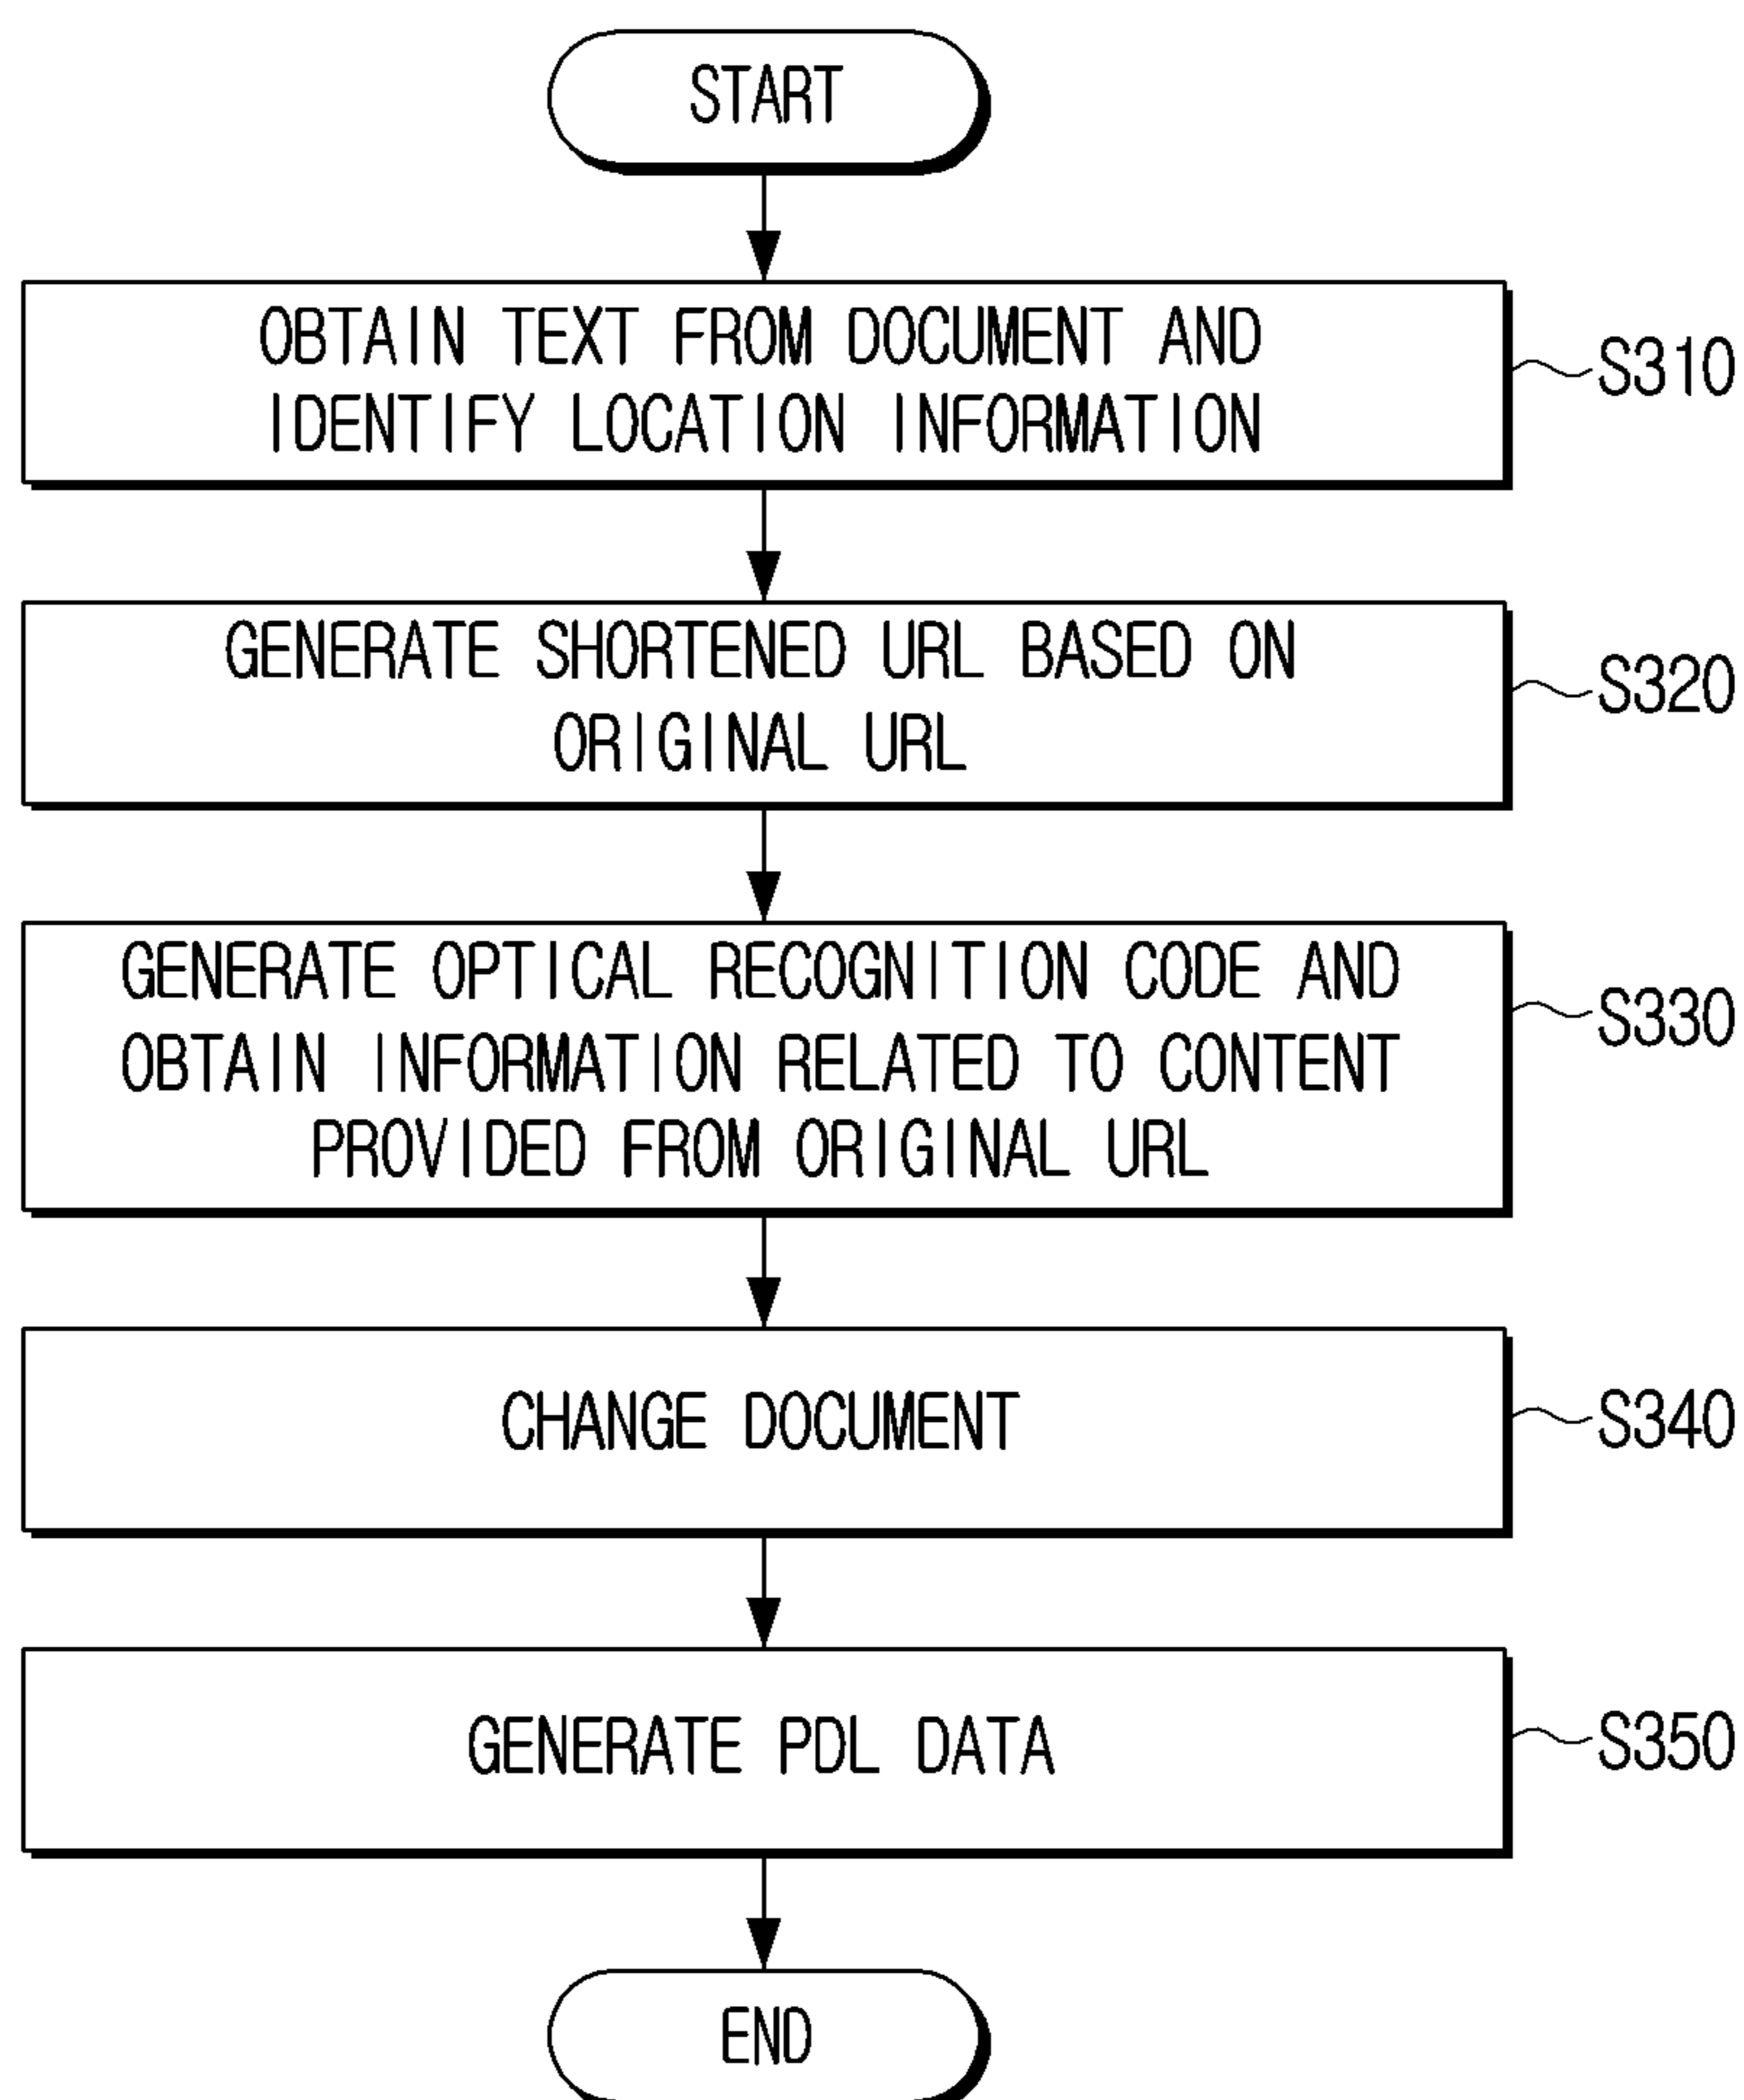 START
OBTAIN TEXT FROM DOCUMENT AND
IDENTIFY LOCATION INFORMATION
S310
GENERATE SHORTENED URL BASED ON
ORIGINAL URL
S320
GENERATE OPTICAL RECOGNITION CODE AND
OBTAIN INFORMATION RELATED TO CONTENT
PROVIDED FROM ORIGINAL URL
S330
CHANGE DOCUMENT
S340
GENERATE PDL DATA
S350
END